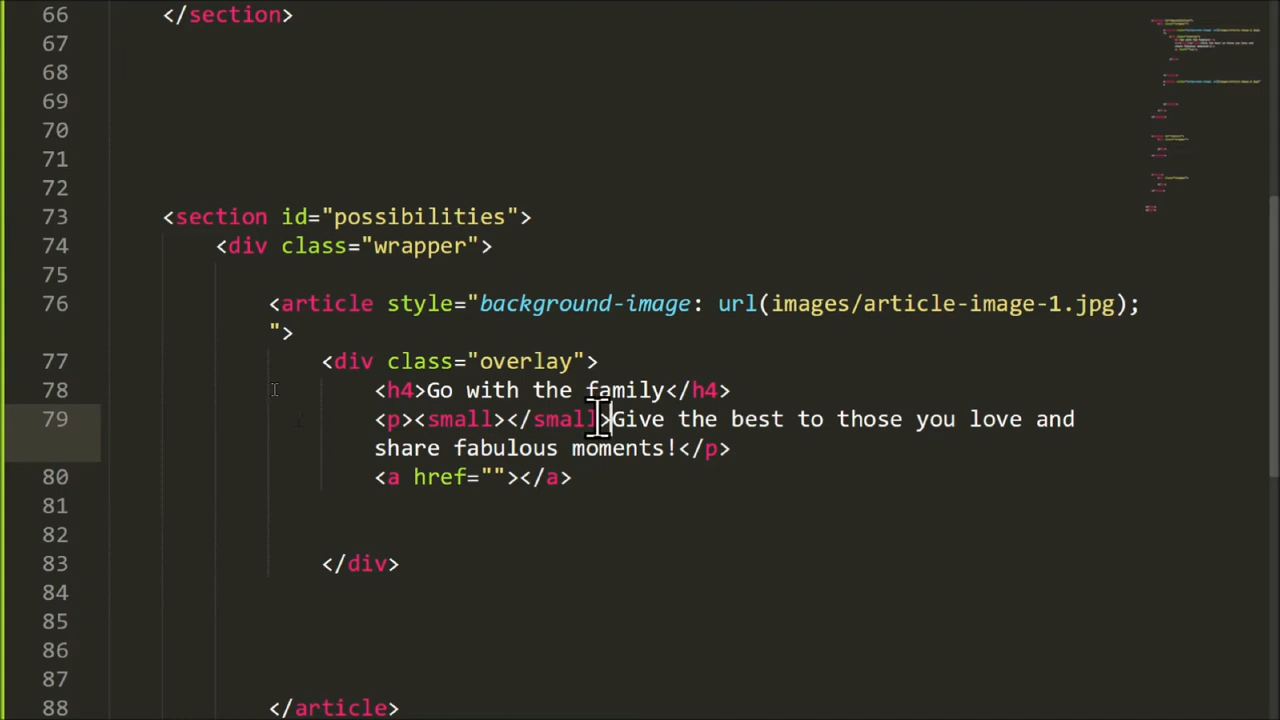 66 </section>
67
68
69
70
71
72
73 <section id="possibilities">
74 <div class="wrapper">
75
76 <article style="background-image: url(images/article-image-1.jpg);
">
77 <div class="overlay">
78 <h4>Go with the family</h4>
79 <p><small></small>Give the best to those you love and
share fabulous moments!</p>
80 <a href=""></a>
81
82
83 </div>
84
85
86
87
88 </article>